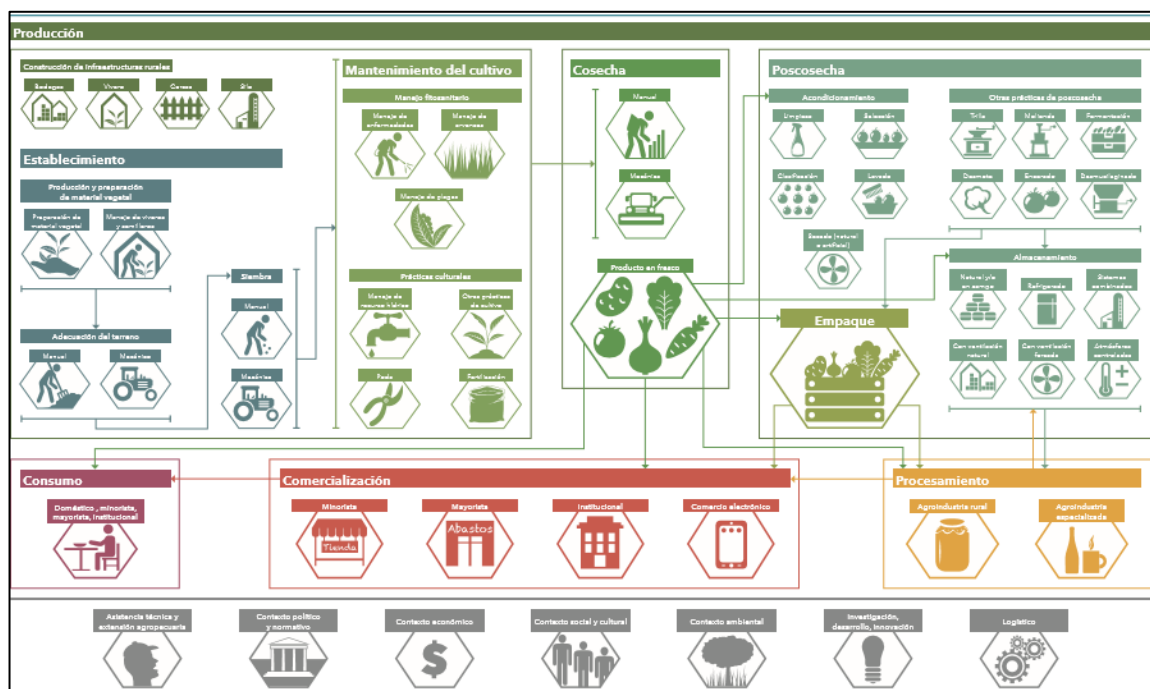 Producción
Construcción de infraestructuras rurales
Bodegas
Vivero
Cercas
Silo
Establecimiento
Producción y preparación
de material vegetal
Preparación de
material vegetal
Manejo de viveros
y semilleros
Adecuación del terreno
Manual
Mecánica
Siembra
Manual
Mecánica
Mantenimiento del cultivo
Manejo fitosanitario
Manejo de
enfermedades
Manejo de
arvenses
Manejo de plagas
Prácticas culturales
Manejo de
recurso hídrico
Otras prácticas
de cultivo
Poda
Fertilización
Cosecha
Manual
Mecánica
Producto en fresco
Poscosecha
Acondicionamiento
Limpieza
Selección
Clasificación
Lavado
Secado (natural
o artificial)
Otras prácticas de poscosecha
Trilla
Molienda
Fermentación
Desmote
Encerado
Desmucilaginado
Almacenamiento
Natural y/o
en campo
Refrigerado
Sistemas
combinados
Con ventilación
natural
Con ventilación
forzada
Atmósferas
controladas
Empaque
Consumo
Doméstico , minorista,
mayorista, institucional
Comercialización
Minorista
Tienda
Mayorista
Abastos
Institucional
Comercio electrónico
Procesamiento
Agroindustria rural
Agroindustria
especializada
Asistencia técnica y
extensión agropecuaria
Contexto político
y normativo
Contexto económico
$
Contexto social y cultural
Contexto ambiental
Investigación,
desarrollo, innovación
Logístico